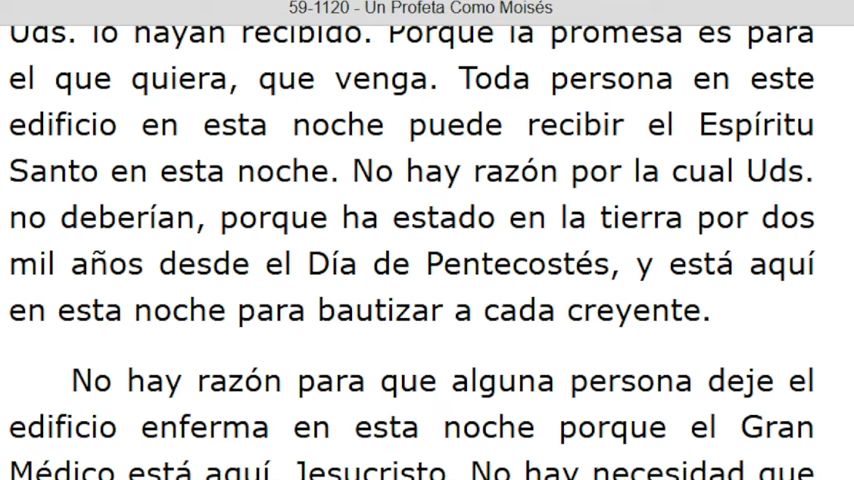 59-1120 - Un Profeta Como Moisés
Uds. lo hayan recibido. Porque la promesa es para
el que quiera, que venga. Toda persona en este
edificio en esta noche puede recibir el Espíritu
Santo en esta noche. No hay razón por la cual Uds.
no deberían, porque ha estado en la tierra por dos
mil años desde el Día de Pentecostés, y está aquí
en esta noche para bautizar a cada creyente.
No hay razón para que alguna persona deje el
edificio enferma en esta noche porque el Gran
Médico está aquí, Jesucristo. No hay necesidad que